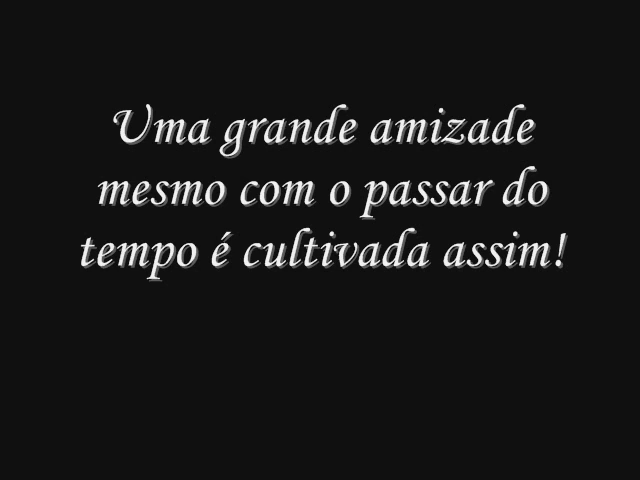 Uma grande amizade
mesmo com o passar do
tempo é cultivada assim!